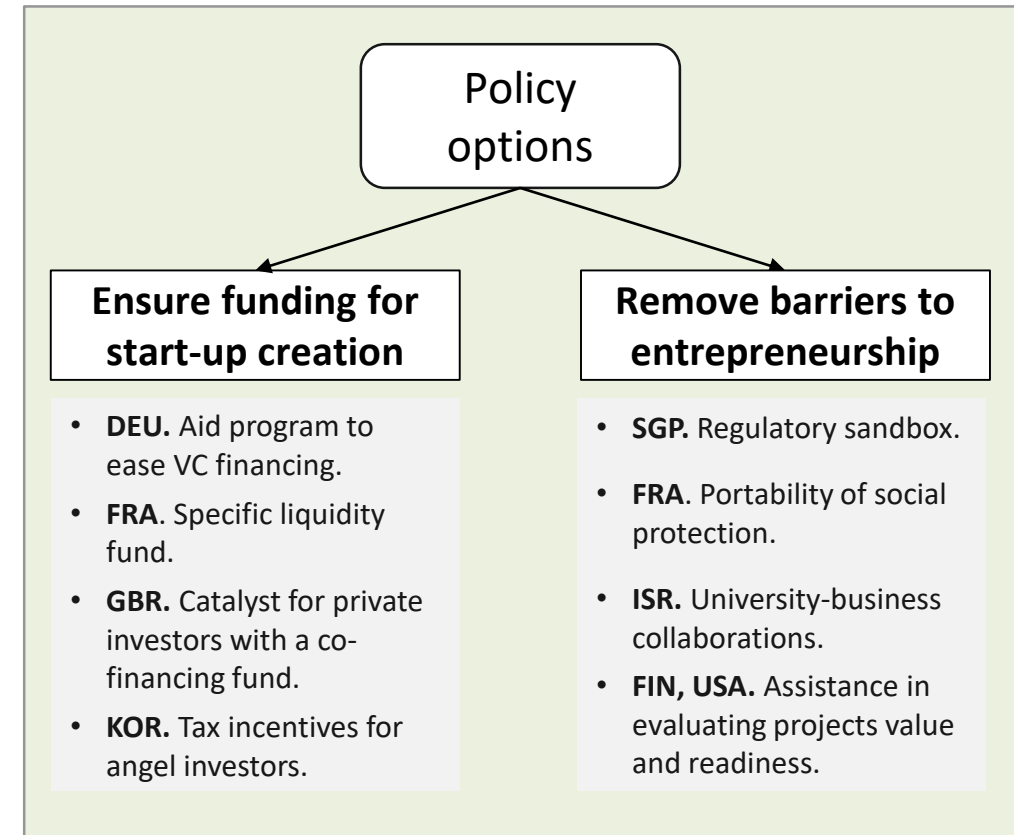 Policy
options
Ensure funding for
start-up creation
• DEU. Aid program to
ease VC financing.
• FRA. Specific liquidity
fund.
• GBR. Catalyst for private
investors with a co-
financing fund.
• KOR. Tax incentives for
angel investors.
Remove barriers to
entrepreneurship
• SGP. Regulatory sandbox.
• FRA. Portability of social
protection.
• ISR. University-business
collaborations.
• FIN, USA. Assistance in
evaluating projects value
and readiness.